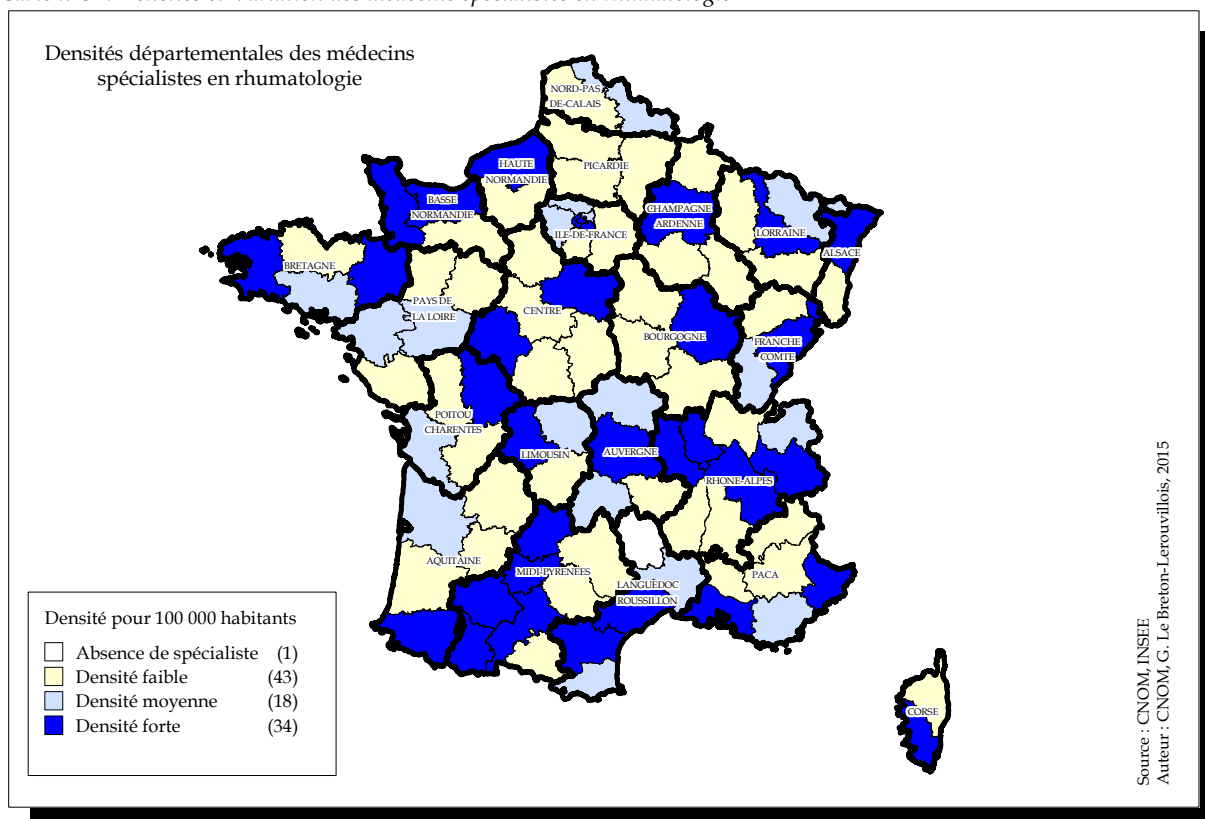 Densités départementales des médecins
spécialistes en rhumatologie
NORD-PAS
DE-CALAIS
PICARDIE
HAUTE
NORMANDIE
BASSE
NORMANDIE
CHAMPAGNE
ARDENNE
LORRAINE
ALSACE
ILE-DE-FRANCE
BRETAGNE
PAYS DE
LA LOIRE
CENTRE
BOURGOGNE
FRANCHE
COMTE
POITOU
CHARENTES
LIMOUSIN
AUVERGNE
RHONE-ALPES
AQUITAINE
MIDI-PYRENEES
LANGUEDOC
ROUSSILLON
PACA
CORSE
Densité pour 100 000 habitants
Absence de spécialiste (1)
Densité faible (43)
Densité moyenne (18)
Densité forte (34)
Source : CNOM, INSEE
Auteur : CNOM, G. Le Breton-Lerouvillois, 2015